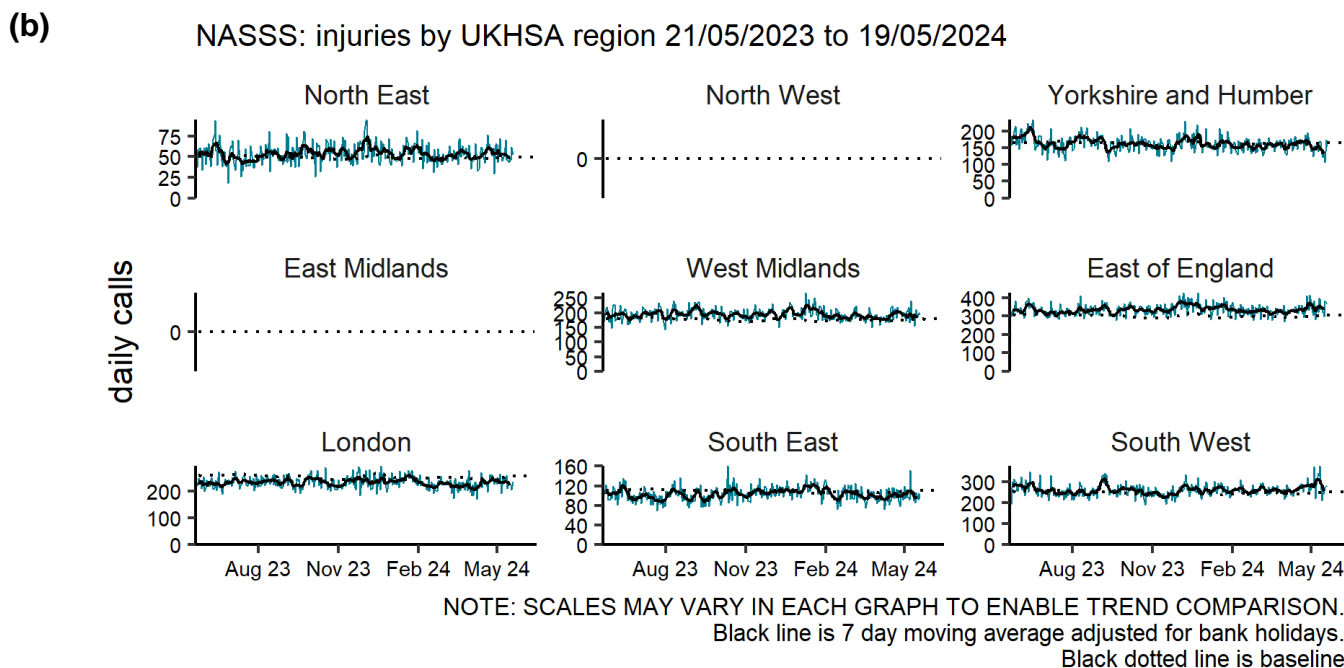 (b)
NASSS: injuries by UKHSA region 21/05/2023 to 19/05/2024
daily calls
North East
75
50
25
0
North West
0
Yorkshire and Humber
200
150
100
50
0
East Midlands
0
West Midlands
250
200
150
100
50
0
East of England
400
300
200
100
0
London
200
100
0
Aug 23 Nov 23 Feb 24 May 24
South East
160
120
80
40
0
Aug 23 Nov 23 Feb 24 May 24
South West
300
200
100
0
Aug 23 Nov 23 Feb 24 May 24
NOTE: SCALES MAY VARY IN EACH GRAPH TO ENABLE TREND COMPARISON.
Black line is 7 day moving average adjusted for bank holidays.
Black dotted line is baseline